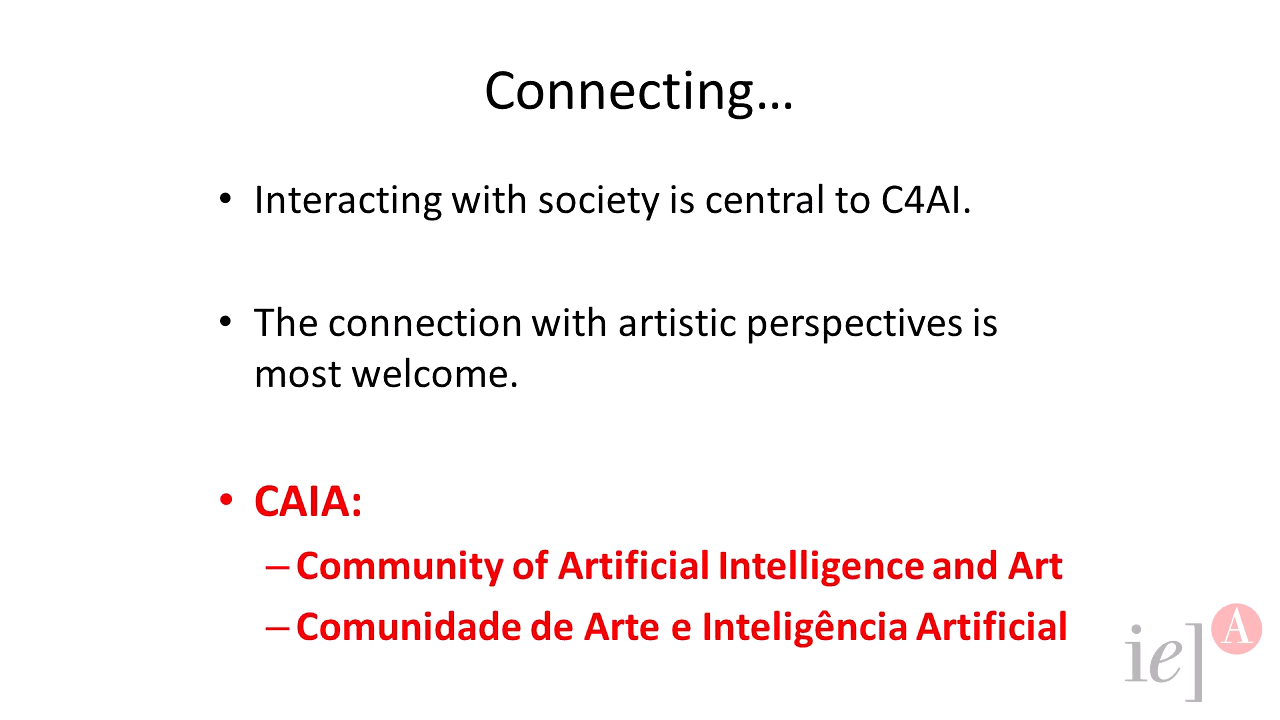 Connecting…
• Interacting with society is central to C4AI.
• The connection with artistic perspectives is
most welcome.
• CAIA:
– Community of Artificial Intelligence and Art
– Comunidade de Arte e Inteligência Artificial
ie] A